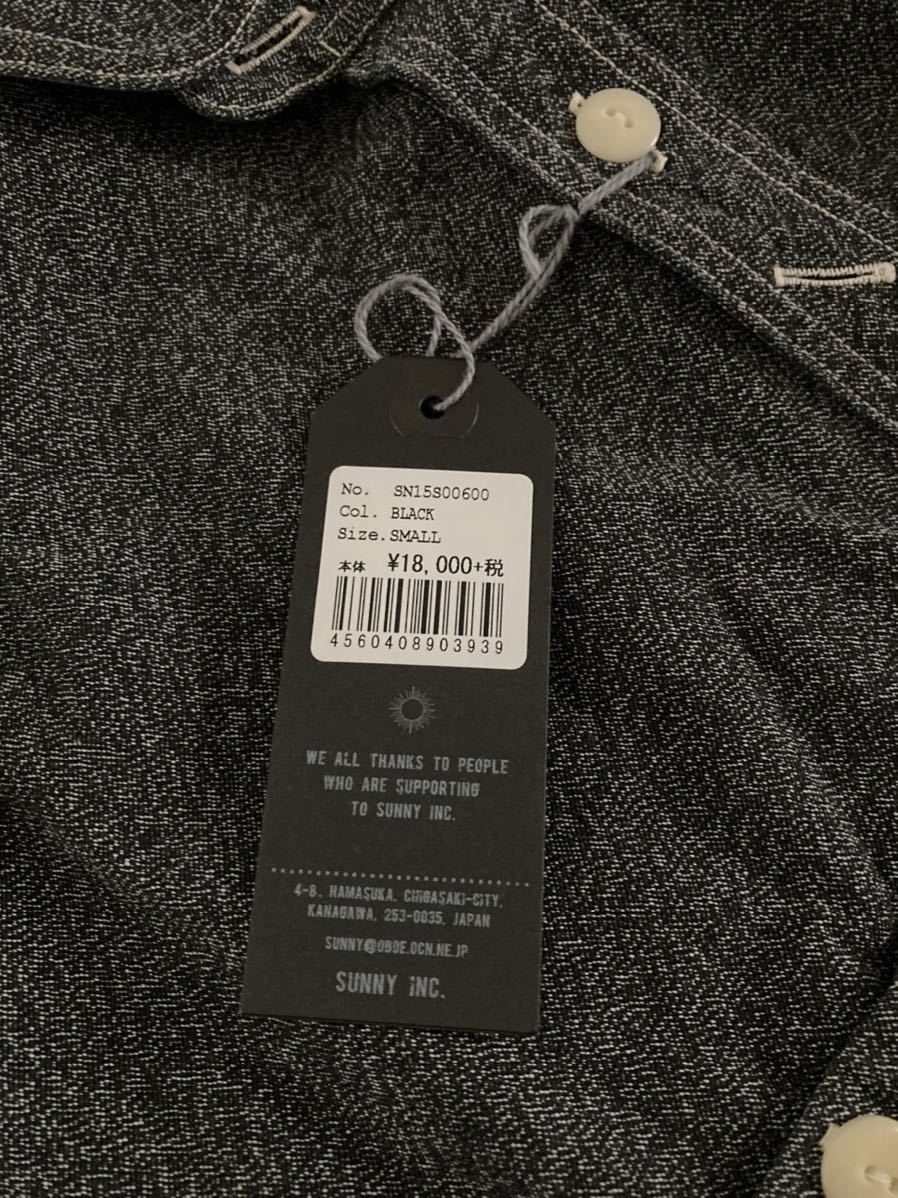 No. SN15S00600
Col. BLACK
Size. SMALL
本体 ¥18,000+税
4560408903939
WE ALL THANKS TO PEOPLE
WHO ARE SUPPORTING
TO SUNNY INC.
4-8, HAMASUKA, CHIGASAKI-CITY,
KANAGAWA, 253-0035, JAPAN
SUNNY@OBOE.OCN.NE.JP
SUNNY iNC.